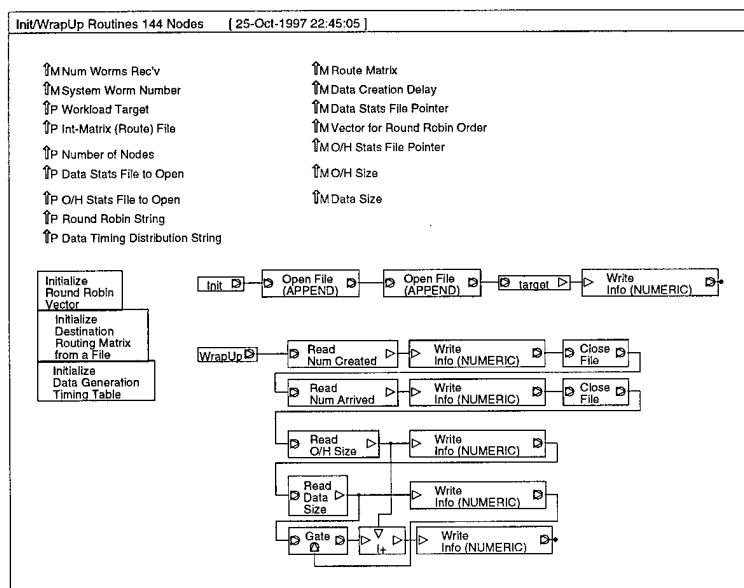 Init/WrapUp Routines 144 Nodes [ 25-Oct-1997 22:45:05 ]
⇑M Num Worms Rec'v
⇑M System Worm Number
⇑P Workload Target
⇑P Int-Matrix (Route) File
⇑P Number of Nodes
⇑P Data Stats File to Open
⇑P O/H Stats File to Open
⇑P Round Robin String
⇑P Data Timing Distribution String
⇑M Route Matrix
⇑M Data Creation Delay
⇑M Data Stats File Pointer
⇑M Vector for Round Robin Order
⇑M O/H Stats File Pointer
⇑M O/H Size
⇑M Data Size
Initialize
Round Robin
Vector
Initialize
Destination
Routing Matrix
from a File
Initialize
Data Generation
Timing Table
Init
Open File
(APPEND)
Open File
(APPEND)
target
Write
Info (NUMERIC)
WrapUp
Read
Num Created
Write
Info (NUMERIC)
Close
File
Read
Num Arrived
Write
Info (NUMERIC)
Close
File
Read
O/H Size
Write
Info (NUMERIC)
Read
Data
Size
Write
Info (NUMERIC)
Gate
I+
Write
Info (NUMERIC)